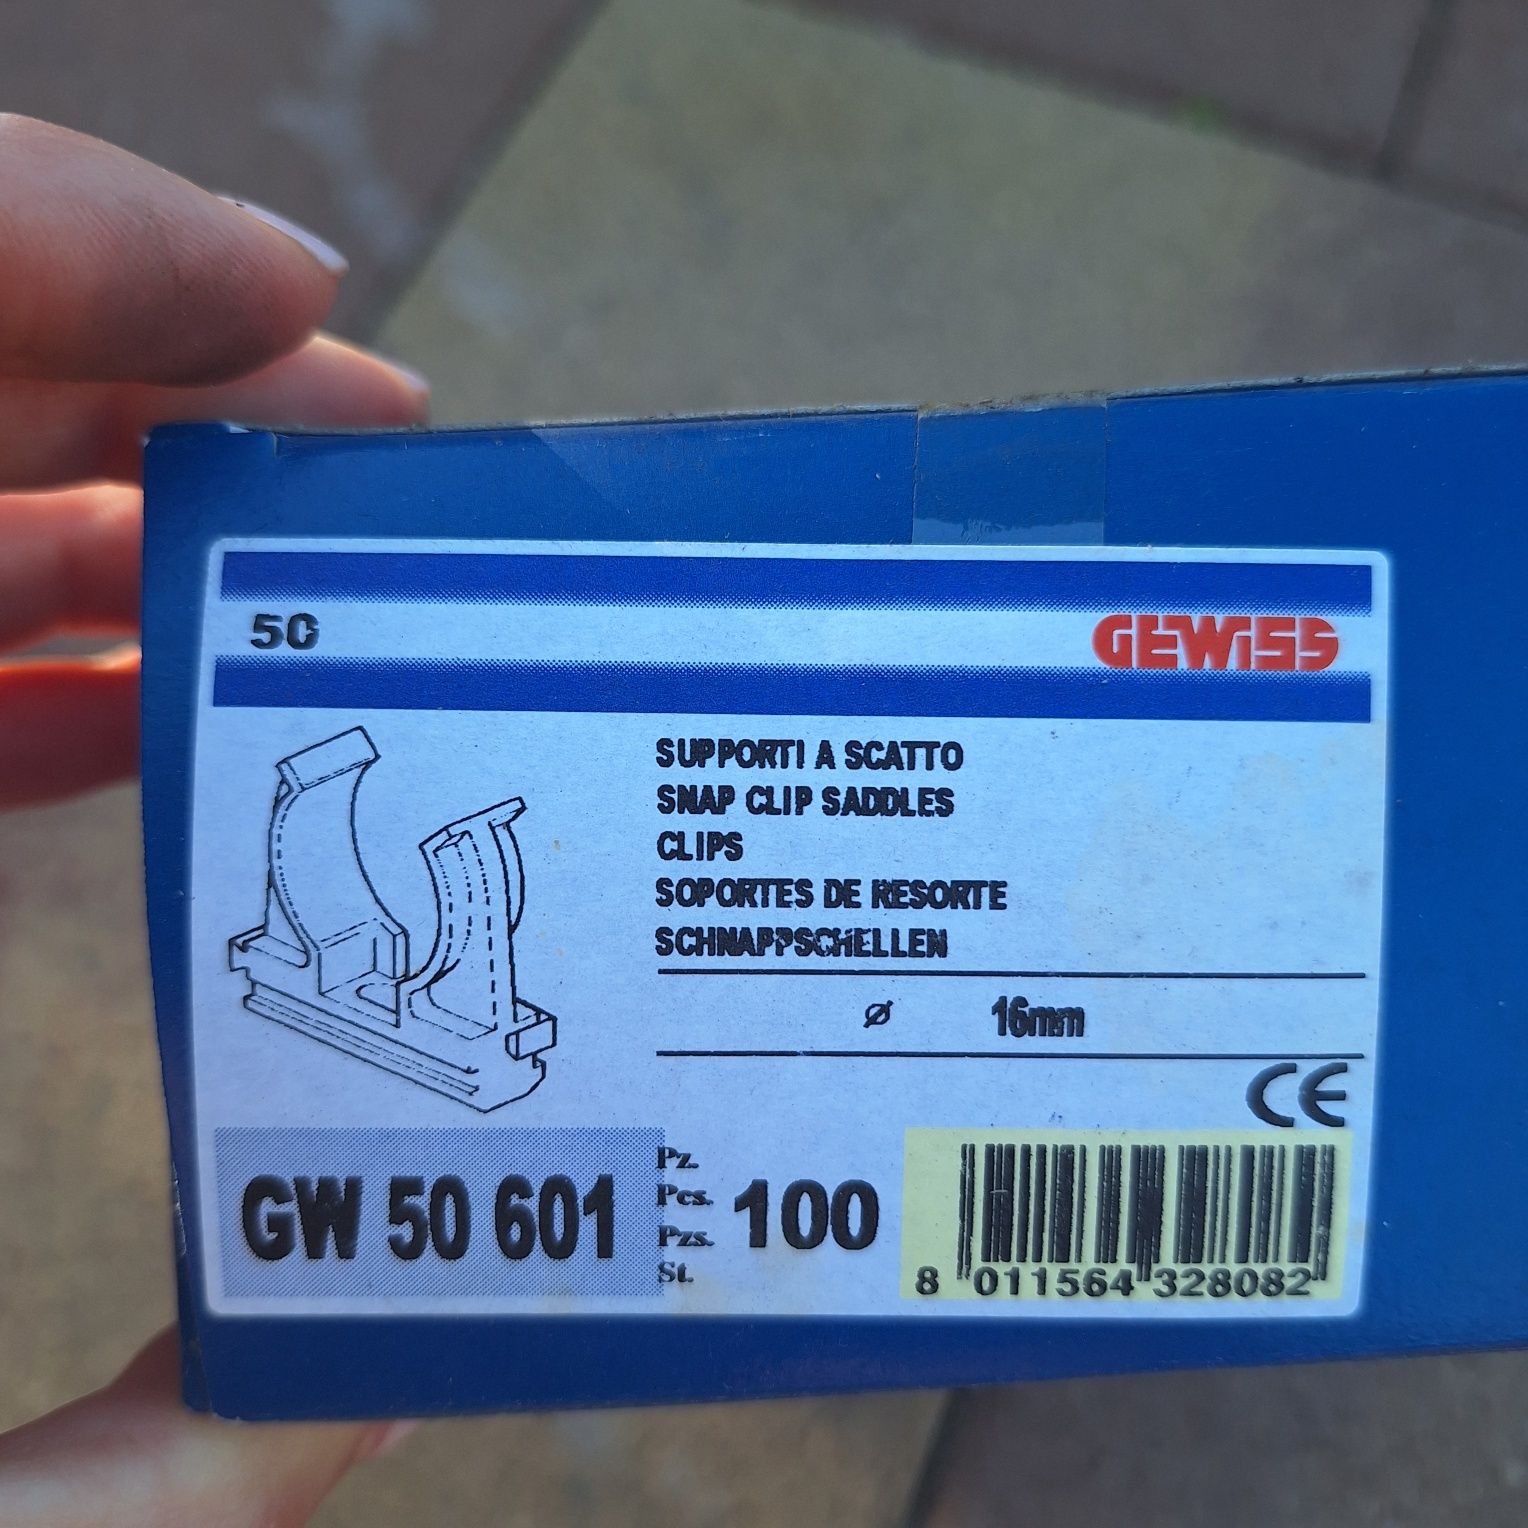 50
GEWiSS
SUPPORTI A SCATTO
SNAP CLIP SADDLES
CLIPS
SOPORTES DE RESORTE
SCHNAPPSCHELLEN
ø 16mm
CE
GW 50 601
Pz.
Pcs.
Pzs.
St.
100
8 011564 328082